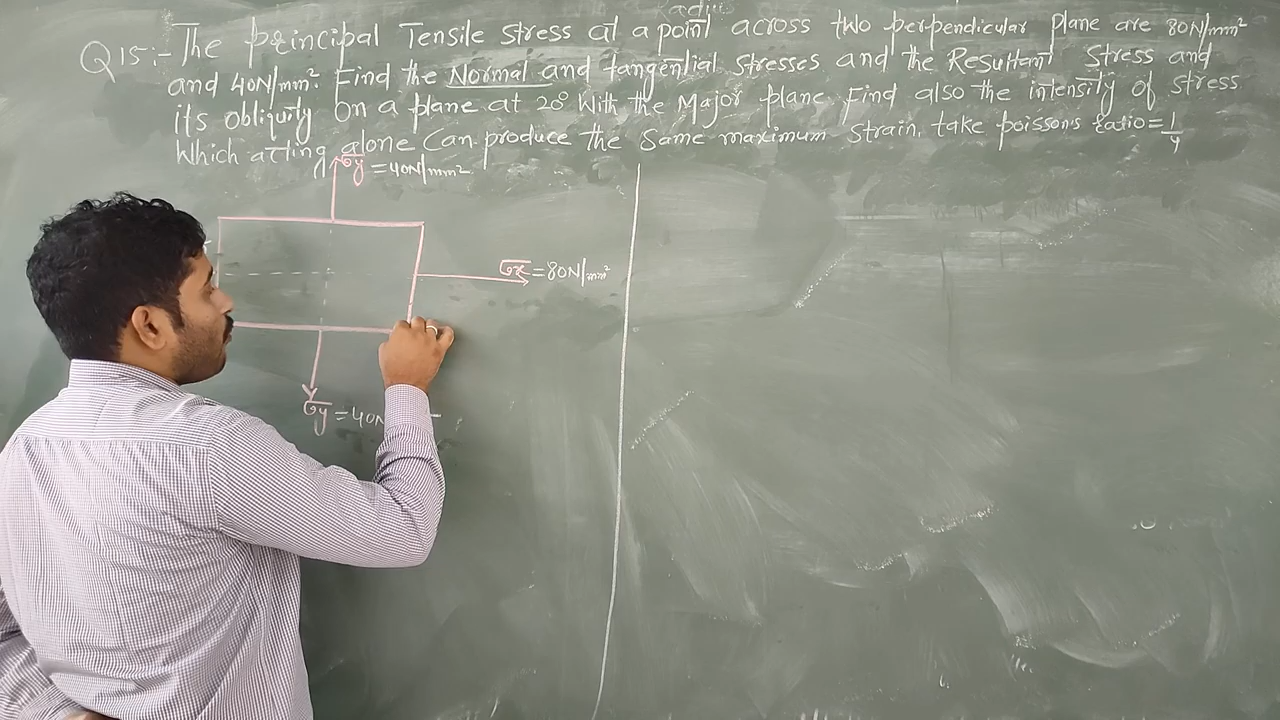 radius
Q15:- The principal Tensile stress at a point across two perpendicular plane are 80N/mm²
and 40N/mm². Find the Normal and tangential stresses and the Resultant Stress and
its obliquity On a plane at 20° With the Major plane. Find also the intensity of stress
Which acting alone Can produce the Same maximum Strain, take poissons ratio=1/4
σy = 40N/mm²
σx = 80N/mm²
σy = 40N